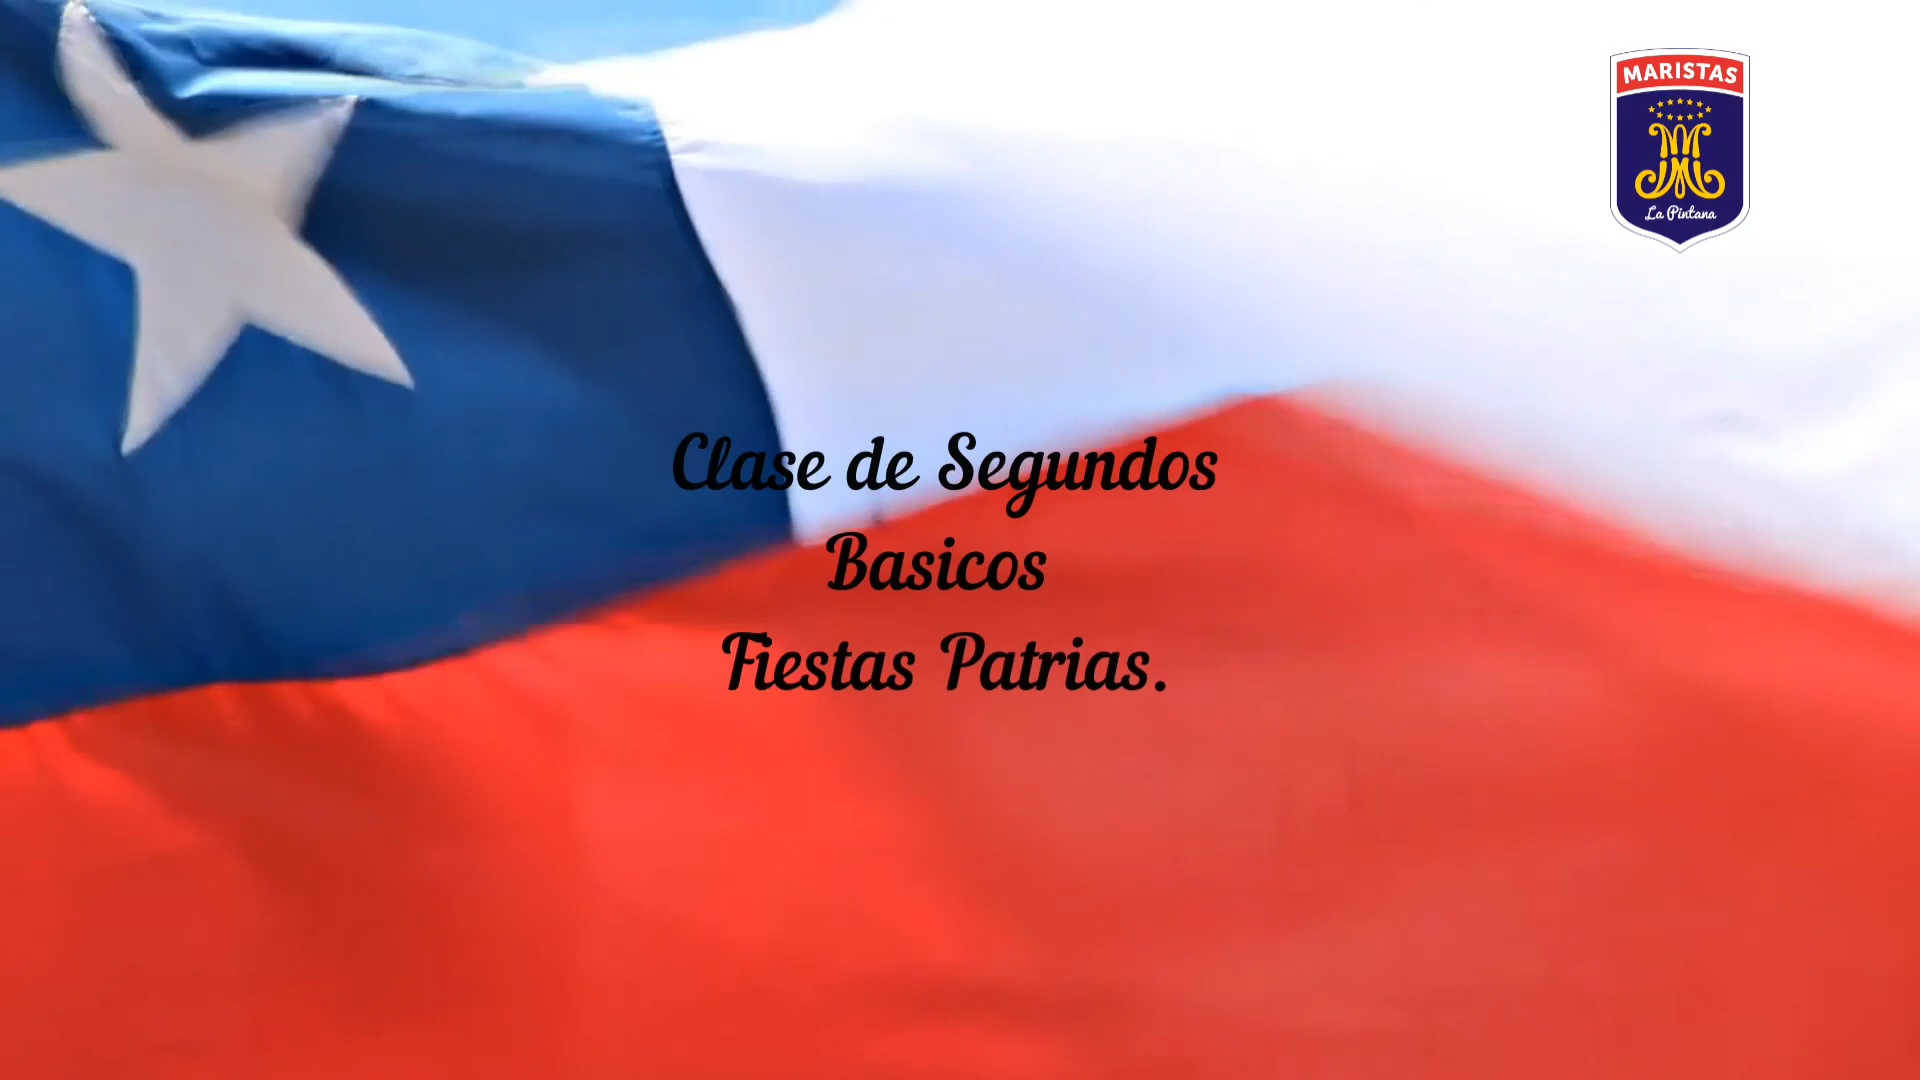 MARISTAS
La Pintana
Clase de Segundos
Basicos
Fiestas Patrias.